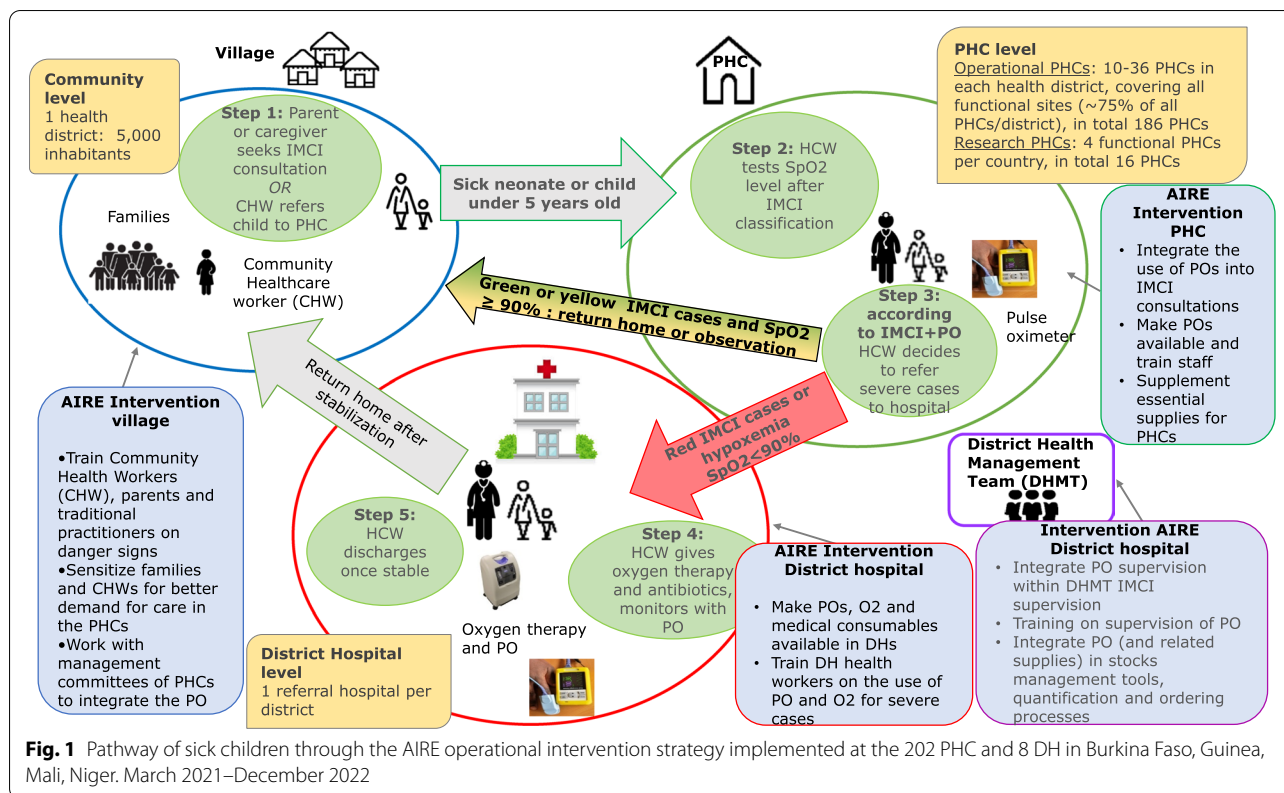 Village
Community
level
1 health
district:  5,000
inhabitants
Step 1: Parent
or caregiver
seeks IMCI
consultation
OR
CHW refers
child to PHC
Families
Community
Healthcare
worker (CHW)
Sick neonate or child
under 5 years old
PHC
PHC level
Operational PHCs: 10-36 PHCs in
each health district, covering all
functional sites (~75% of all
PHCs/district), in total 186 PHCs
Research PHCs: 4 functional PHCs
per country, in total 16 PHCs
Step 2: HCW
tests SpO2
level after
IMCI
classification
Step 3:
according
to IMCI+PO
HCW decides
to refer
severe cases
to hospital
Pulse
oximeter
AIRE
Intervention
PHC
• Integrate the
use of POs into
IMCI
consultations
• Make POs
available and
train staff
• Supplement
essential
supplies for
PHCs
Green or yellow  IMCI cases and SpO2
≥ 90% : return home or observation
Red IMCI cases or
hypoxemia
SpO2<90%
Return home after
stabilization
AIRE Intervention
village
•Train Community
Health Workers
(CHW), parents and
traditional
practitioners on
danger signs
•Sensitize families
and CHWs for better
demand for care in
the PHCs
•Work with
management
committees of PHCs
to integrate the PO
Step 5:
HCW
discharges
once stable
Step 4:
HCW gives
oxygen therapy
and antibiotics,
monitors with
PO
Oxygen therapy
and PO
District Hospital
level
1 referral hospital per
district
AIRE Intervention
District hospital
• Make POs, O2 and
medical consumables
available in DHs
• Train DH health
workers on the use of
PO and O2 for severe
cases
District Health
Management
Team (DHMT)
Intervention AIRE
District hospital
• Integrate PO supervision
within DHMT IMCI
supervision
• Training on supervision of PO
• Integrate PO (and related
supplies) in stocks
management tools,
quantification and ordering
processes
Fig. 1  Pathway of sick children through the AIRE operational intervention strategy implemented at the 202 PHC and 8 DH in Burkina Faso, Guinea,
Mali, Niger. March 2021–December 2022